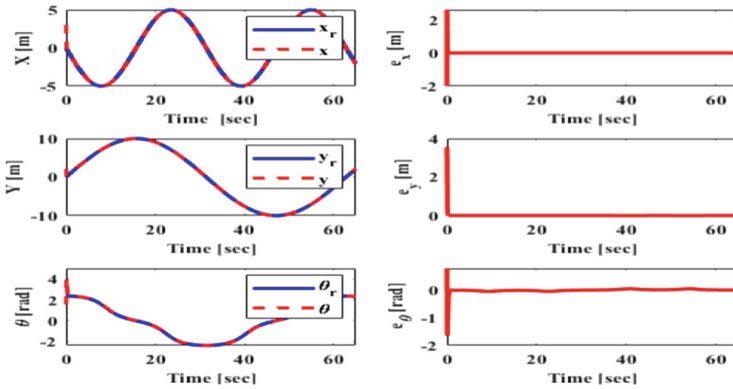 5
0
-5
X [m]
x_r
x
0 20 40 60
Time [sec]
2
0
-2
e_x [m]
0 20 40 60
Time [sec]
10
0
-10
Y [m]
y_r
y
0 20 40 60
Time [sec]
4
2
0
e_y [m]
0 20 40 60
Time [sec]
4
2
0
-2
θ [rad]
θ_r
θ
0 20 40 60
Time [sec]
0
-1
-2
e_θ [rad]
0 20 40 60
Time [sec]